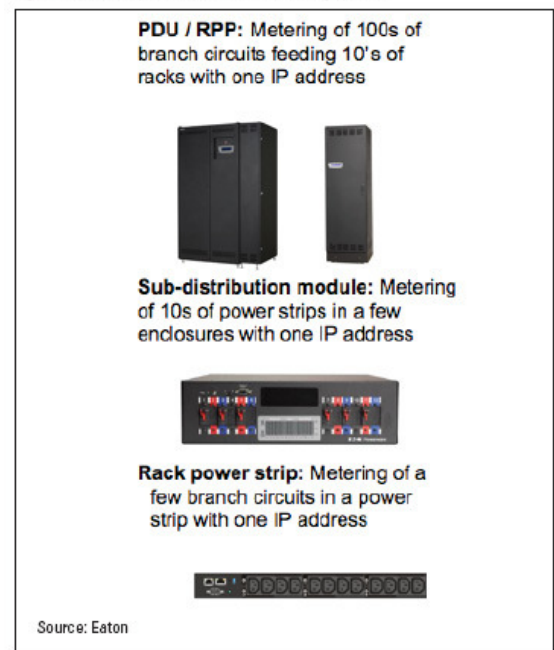 PDU / RPP: Metering of 100s of
branch circuits feeding 10's of
racks with one IP address
Sub-distribution module: Metering
of 10s of power strips in a few
enclosures with one IP address
Rack power strip: Metering of a
few branch circuits in a power
strip with one IP address
Source: Eaton